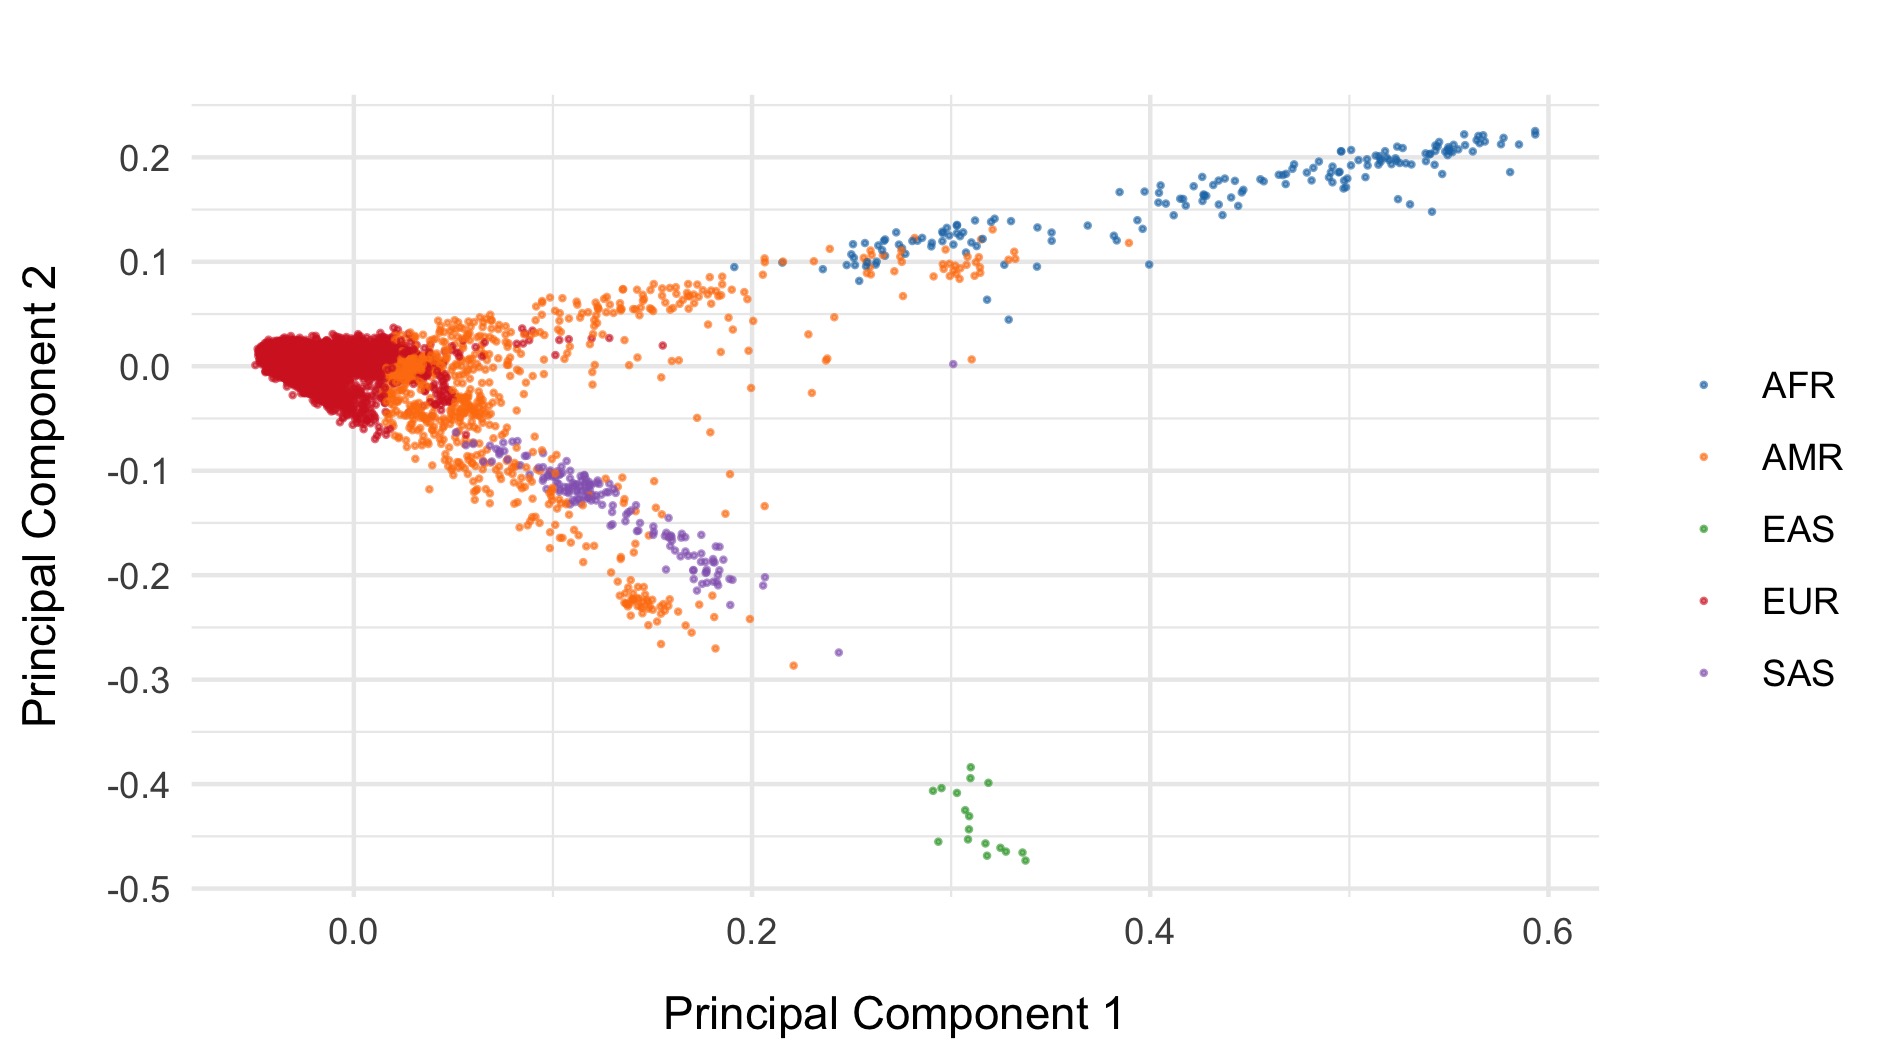 Principal Component 2
0.2
0.1
0.0
-0.1
-0.2
-0.3
-0.4
-0.5
0.0 0.2 0.4 0.6
Principal Component 1
AFR
AMR
EAS
EUR
SAS